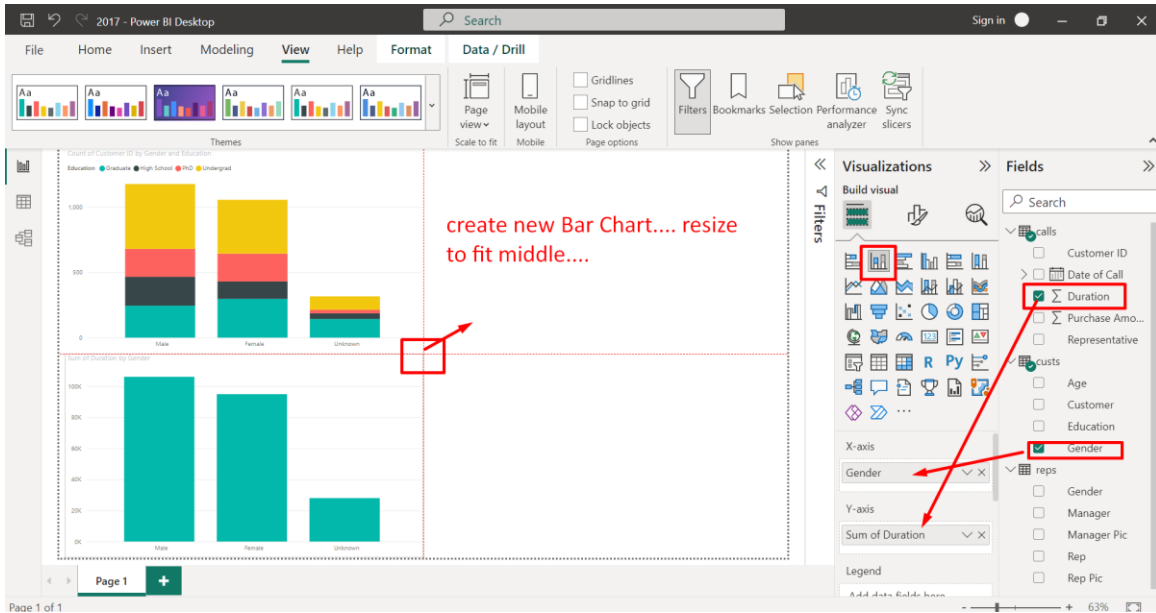 2017 - Power BI Desktop
Search
Sign in
File Home Insert Modeling View Help Format Data / Drill
Aa Aa Aa Aa Aa Aa
Page view
Mobile layout
Gridlines
Snap to grid
Lock objects
Filters
Bookmarks
Selection
Performance analyzer
Sync slicers
Themes
Scale to fit
Mobile
Page options
Show panes
Count of Customer ID by Gender and Education
Education Graduate High School PhD Undergrad
1,000
500
0
Male Female Unknown
Sum of Duration by Gender
100K
80K
60K
40K
20K
0K
Male Female Unknown
create new Bar Chart.... resize
to fit middle....
Filters
Visualizations
Build visual
123
R Py
X-axis
Gender
Y-axis
Sum of Duration
Legend
Add data fields here
Fields
Search
calls
Customer ID
Date of Call
Duration
Purchase Amo...
Representative
custs
Age
Customer
Education
Gender
reps
Gender
Manager
Manager Pic
Rep
Rep Pic
Page 1
Page 1 of 1
63%